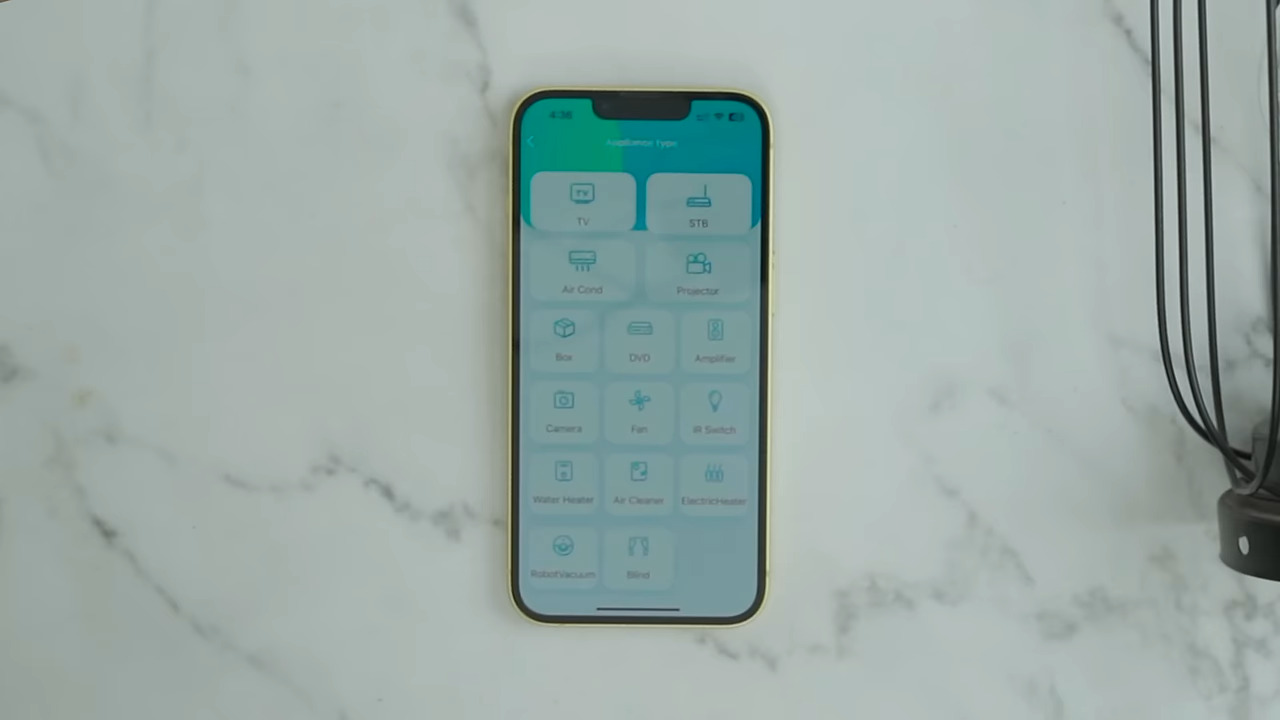 4:36
Appliance type
TV
TV STB
Air Cond Projector
Box DVD Amplifier
Camera Fan IR Switch
Water Heater Air Cleaner ElectricHeater
RobotVacuum Blind